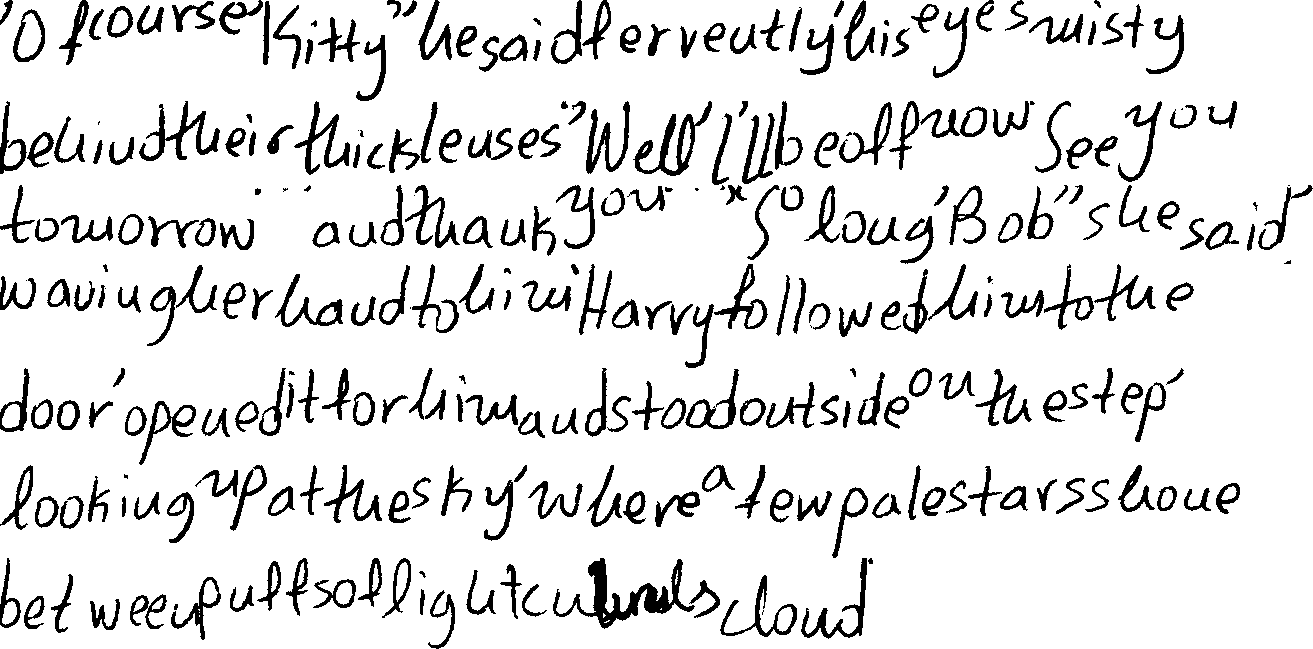 'Of course Kitty" he said fervently' his eyes misty
behind their thick lenses "Well' I'll be off now See you
tomorrow ... and thank you ... "So long' Bob" she said'
waving her hand to him' Harry followed him to the
door' opened it for him and stood outside on the step'
looking up at the sky' where a few pale stars shone
between puffs of light cloud